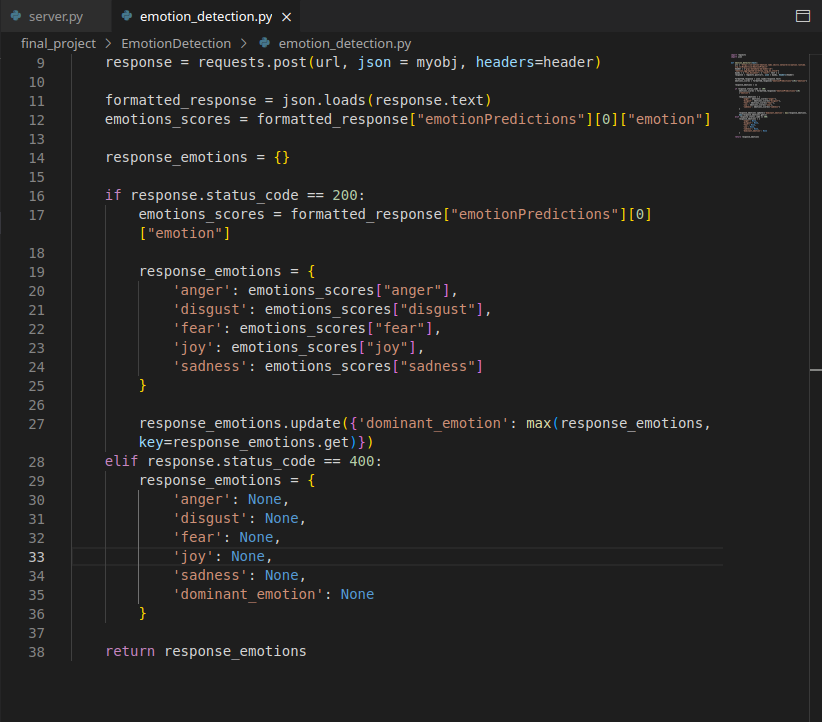 server.py
emotion_detection.py ×
final_project > EmotionDetection > emotion_detection.py
9 response = requests.post(url, json = myobj, headers=header)
10
11 formatted_response = json.loads(response.text)
12 emotions_scores = formatted_response["emotionPredictions"][0]["emotion"]
13
14 response_emotions = {}
15
16 if response.status_code == 200:
17 emotions_scores = formatted_response["emotionPredictions"][0]
["emotion"]
18
19 response_emotions = {
20 'anger': emotions_scores["anger"],
21 'disgust': emotions_scores["disgust"],
22 'fear': emotions_scores["fear"],
23 'joy': emotions_scores["joy"],
24 'sadness': emotions_scores["sadness"]
25 }
26
27 response_emotions.update({'dominant_emotion': max(response_emotions,
key=response_emotions.get)})
28 elif response.status_code == 400:
29 response_emotions = {
30 'anger': None,
31 'disgust': None,
32 'fear': None,
33 'joy': None,
34 'sadness': None,
35 'dominant_emotion': None
36 }
37
38 return response_emotions